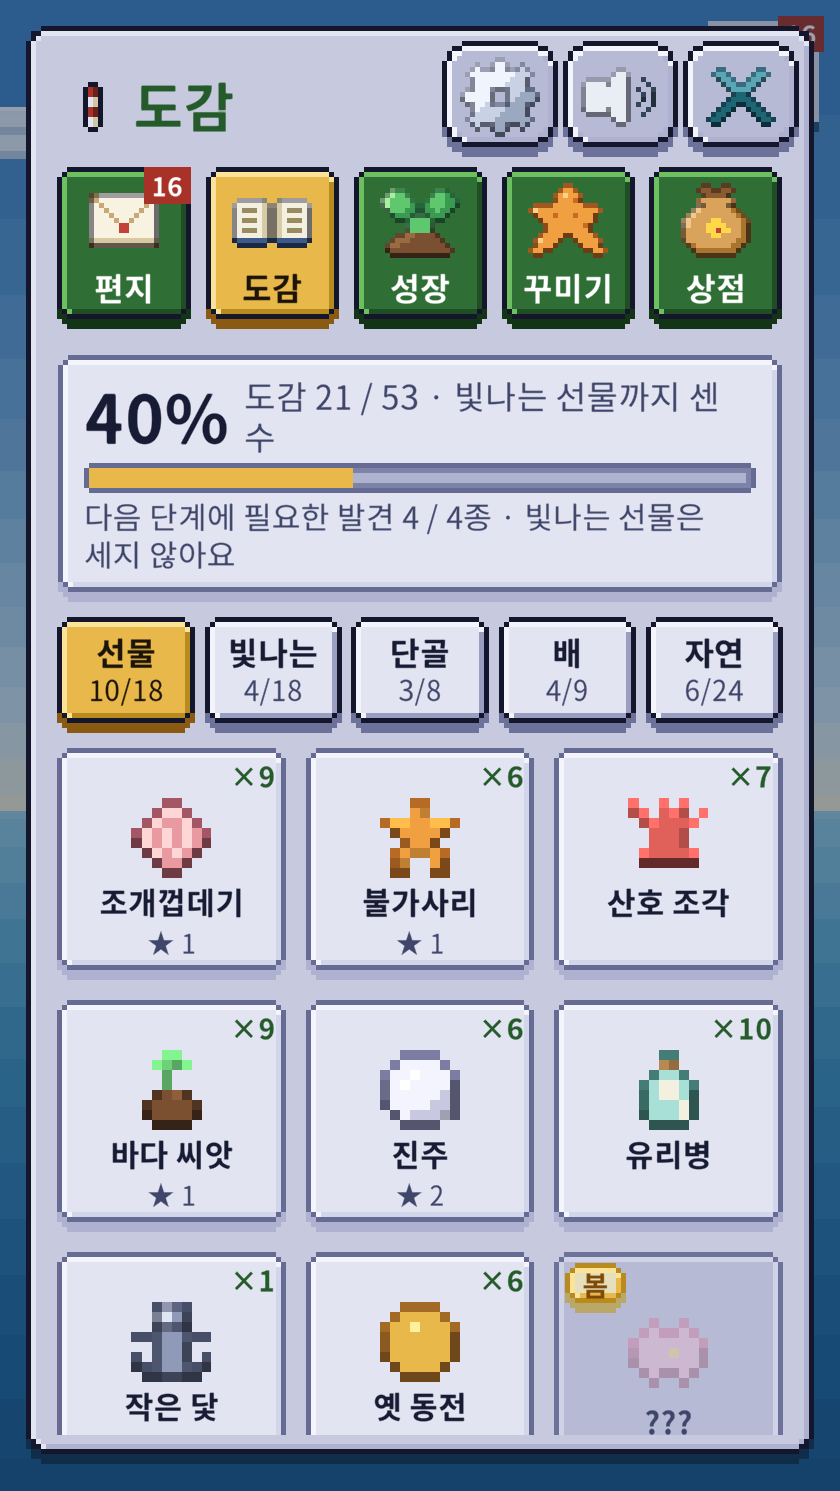 도감
16
편지
도감
성장
꾸미기
상점
40%
도감 21 / 53 · 빛나는 선물까지 센
수
다음 단계에 필요한 발견 4 / 4종 · 빛나는 선물은
세지 않아요
선물
10/18
빛나는
4/18
단골
3/8
배
4/9
자연
6/24
×9
조개껍데기
★ 1
×6
불가사리
★ 1
×7
산호 조각
×9
바다 씨앗
★ 1
×6
진주
★ 2
×10
유리병
×1
작은 닻
×6
옛 동전
봄
???